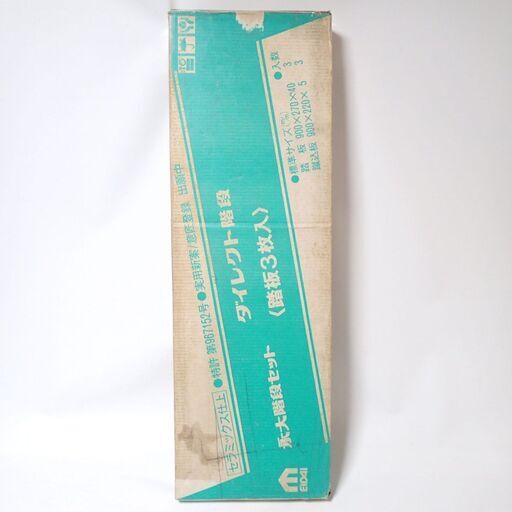 セラミックス仕上 ●特許 第967152号●実用新案/意匠登録 出願中
ダイレクト階段
永大階段セット〈踏板3枚入〉
●標準サイズ(m/m) ●入数
踏板 900×270×40 3
蹴込板 900×220×5 3
EIDAI